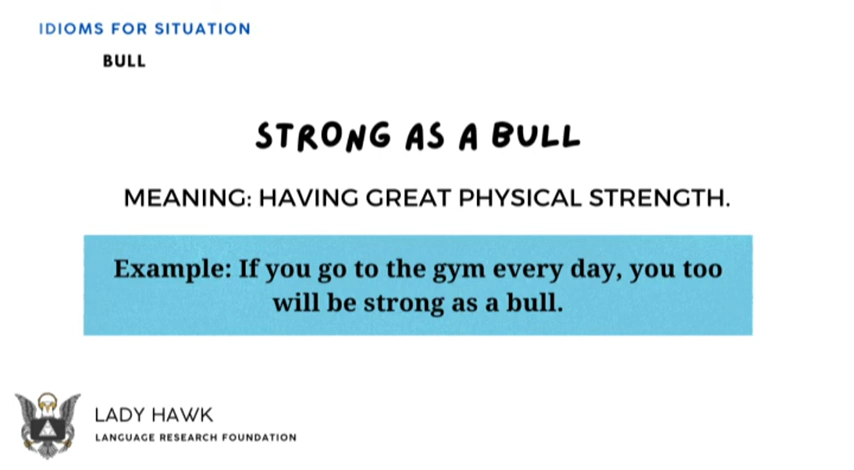 IDIOMS FOR SITUATION
BULL
STRONG AS A BULL
MEANING: HAVING GREAT PHYSICAL STRENGTH.
Example: If you go to the gym every day, you too
will be strong as a bull.
LADY HAWK
LANGUAGE RESEARCH FOUNDATION